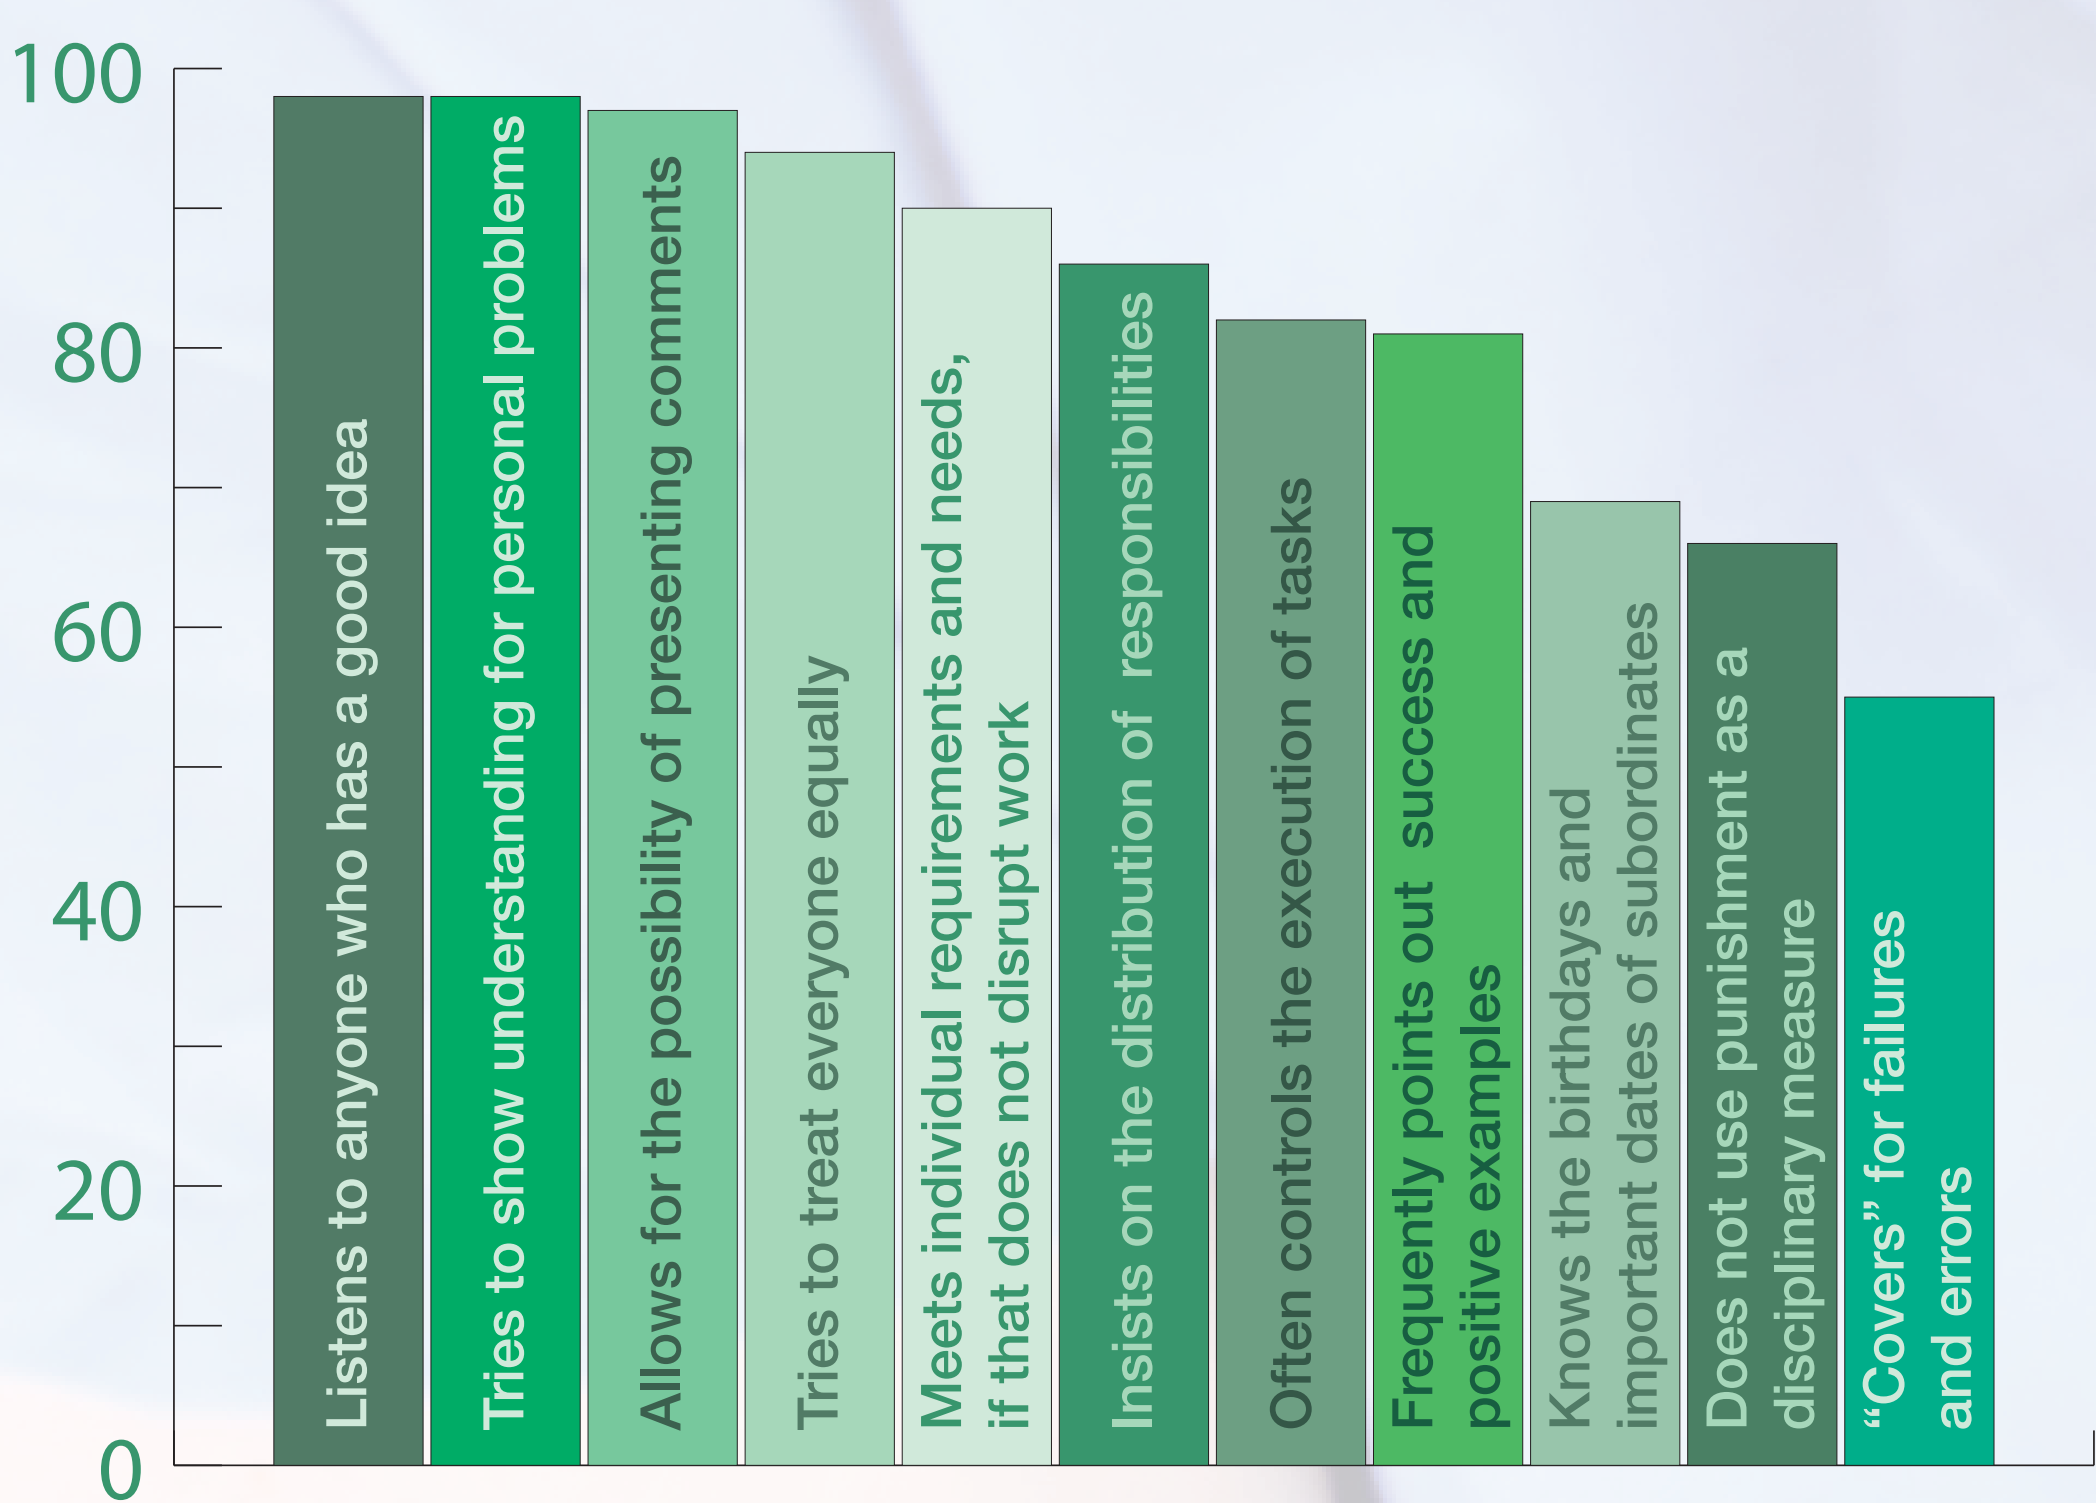 100
80
60
40
20
0
Listens to anyone who has a good idea
Tries to show understanding for personal problems
Allows for the possibility of presenting comments
Tries to treat everyone equally
Meets individual requirements and needs,
if that does not disrupt work
Insists on the distribution of responsibilities
Often controls the execution of tasks
Frequently points out success and
positive examples
Knows the birthdays and
important dates of subordinates
Does not use punishment as a
disciplinary measure
“Covers” for failures
and errors